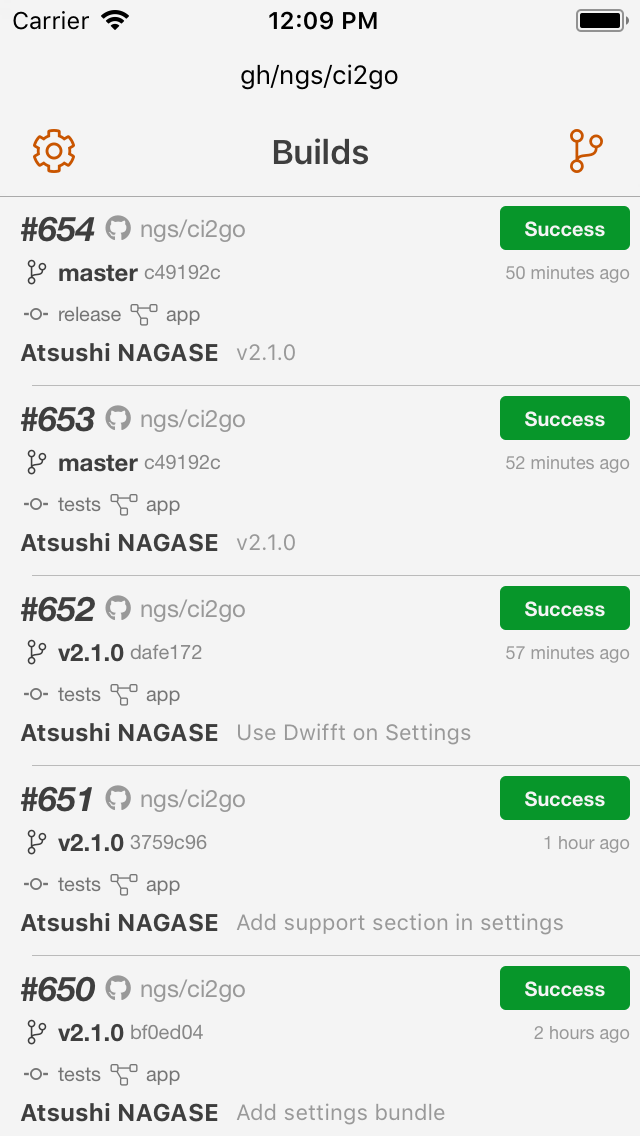 Carrier 12:09 PM
gh/ngs/ci2go
Builds
#654 ngs/ci2go Success
master c49192c 50 minutes ago
release app
Atsushi NAGASE v2.1.0
#653 ngs/ci2go Success
master c49192c 52 minutes ago
tests app
Atsushi NAGASE v2.1.0
#652 ngs/ci2go Success
v2.1.0 dafe172 57 minutes ago
tests app
Atsushi NAGASE Use Dwifft on Settings
#651 ngs/ci2go Success
v2.1.0 3759c96 1 hour ago
tests app
Atsushi NAGASE Add support section in settings
#650 ngs/ci2go Success
v2.1.0 bf0ed04 2 hours ago
tests app
Atsushi NAGASE Add settings bundle